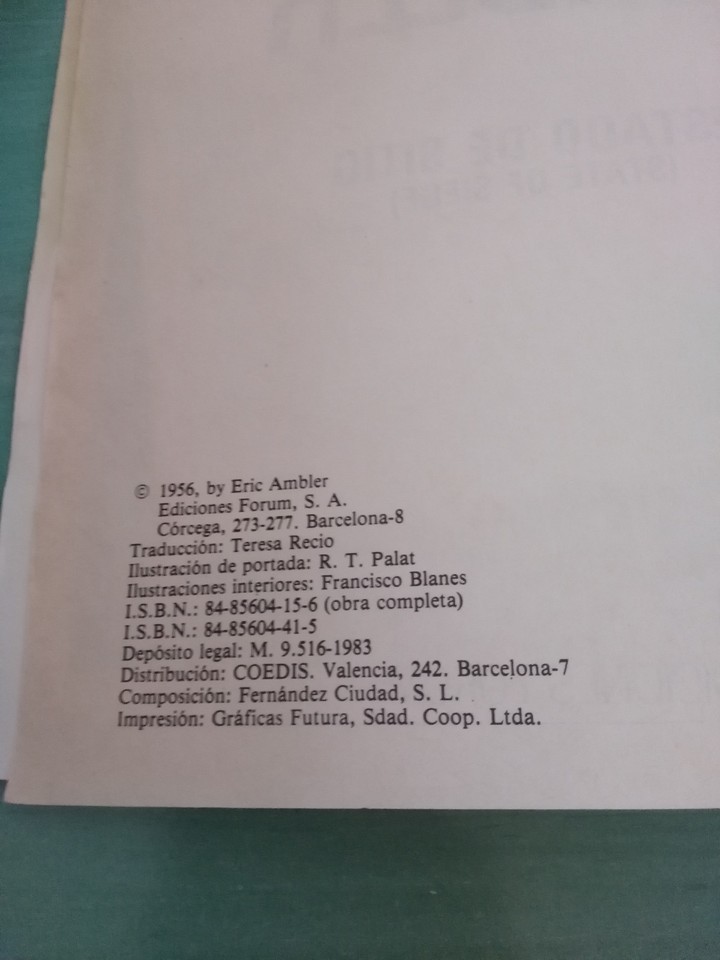 © 1956, by Eric Ambler
Ediciones Forum, S. A.
Córcega, 273-277. Barcelona-8
Traducción: Teresa Recio
Ilustración de portada: R. T. Palat
Ilustraciones interiores: Francisco Blanes
I.S.B.N.: 84-85604-15-6 (obra completa)
I.S.B.N.: 84-85604-41-5
Depósito legal: M. 9.516-1983
Distribución: COEDIS. Valencia, 242. Barcelona-7
Composición: Fernández Ciudad, S. L.
Impresión: Gráficas Futura, Sdad. Coop. Ltda.